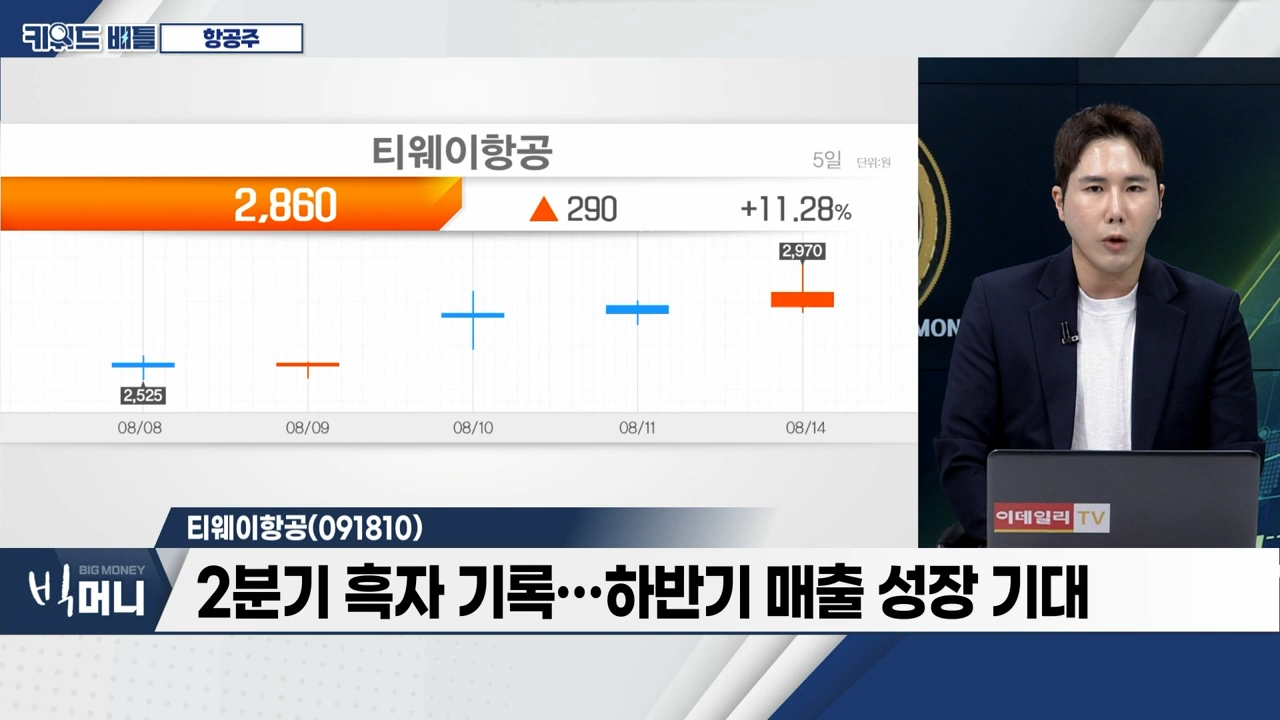 키워드 배틀 항공주
티웨이항공
5일 단위:원
2,860 ▲ 290 +11.28%
2,970
2,525
08/08 08/09 08/10 08/11 08/14
MON
이데일리TV
티웨이항공(091810)
BIG MONEY
빅머니
2분기 흑자 기록…하반기 매출 성장 기대